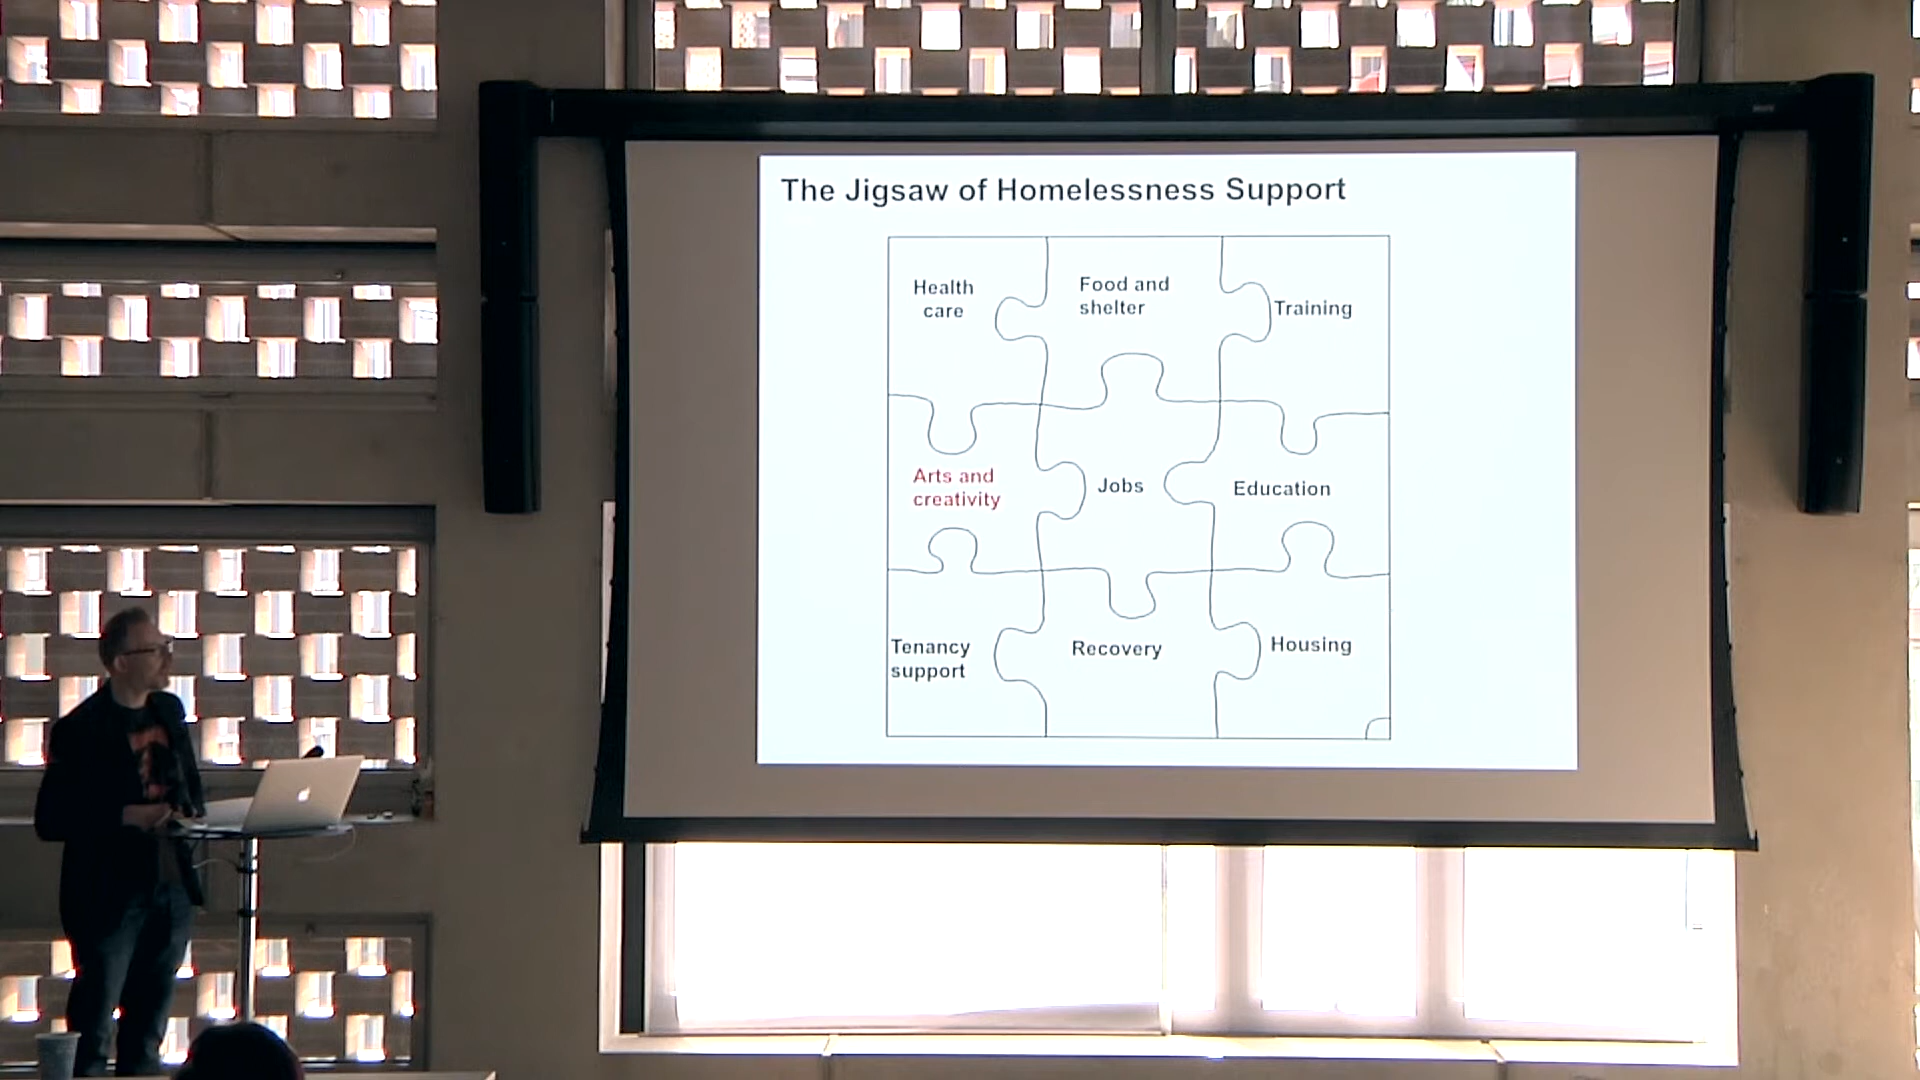 The Jigsaw of Homelessness Support
Health
care
Food and
shelter
Training
Arts and
creativity
Jobs
Education
Tenancy
support
Recovery
Housing